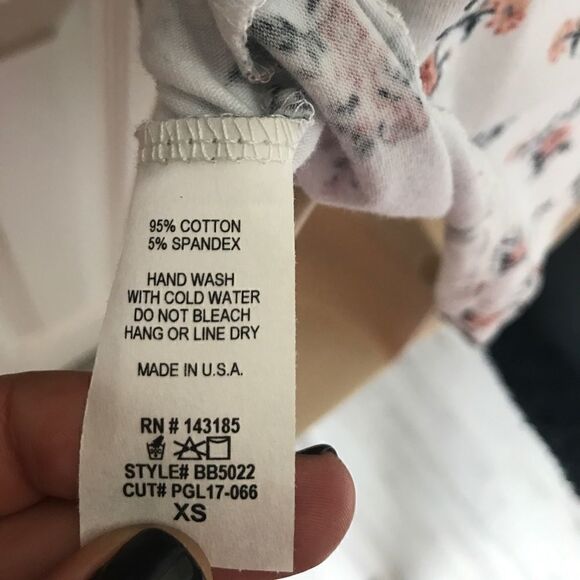 95% COTTON
5% SPANDEX
HAND WASH
WITH COLD WATER
DO NOT BLEACH
HANG OR LINE DRY
MADE IN U.S.A.
RN # 143185
STYLE# BB5022
CUT# PGL17-066
XS